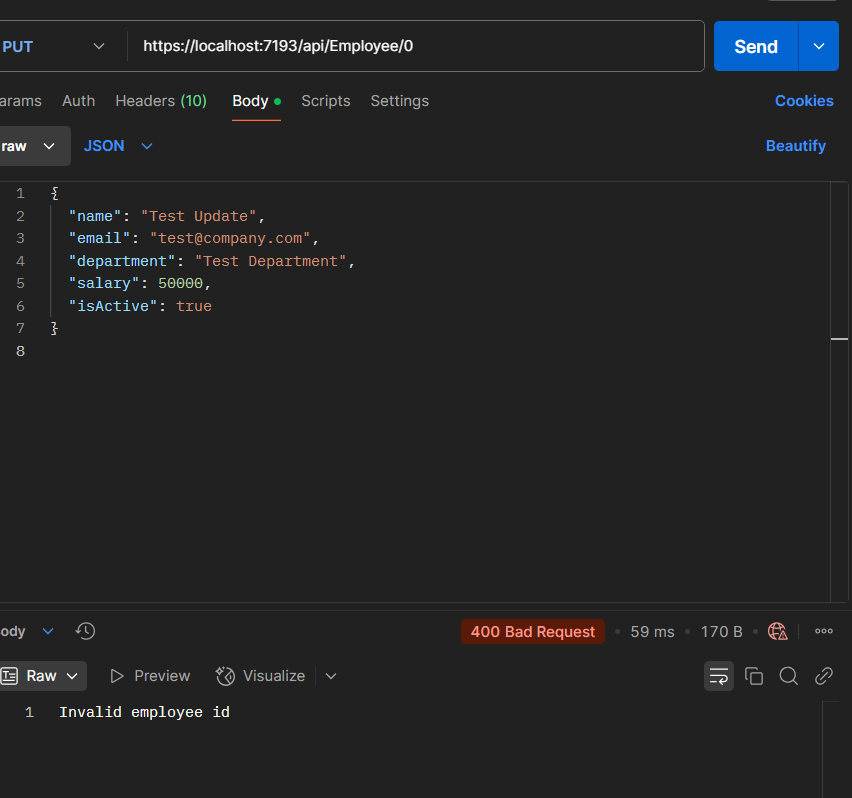 PUT https://localhost:7193/api/Employee/0 Send
arams Auth Headers (10) Body Scripts Settings Cookies
raw JSON Beautify
1 {
2 "name": "Test Update",
3 "email": "test@company.com",
4 "department": "Test Department",
5 "salary": 50000,
6 "isActive": true
7 }
8
ody 400 Bad Request • 59 ms • 170 B •
Raw Preview Visualize
1 Invalid employee id